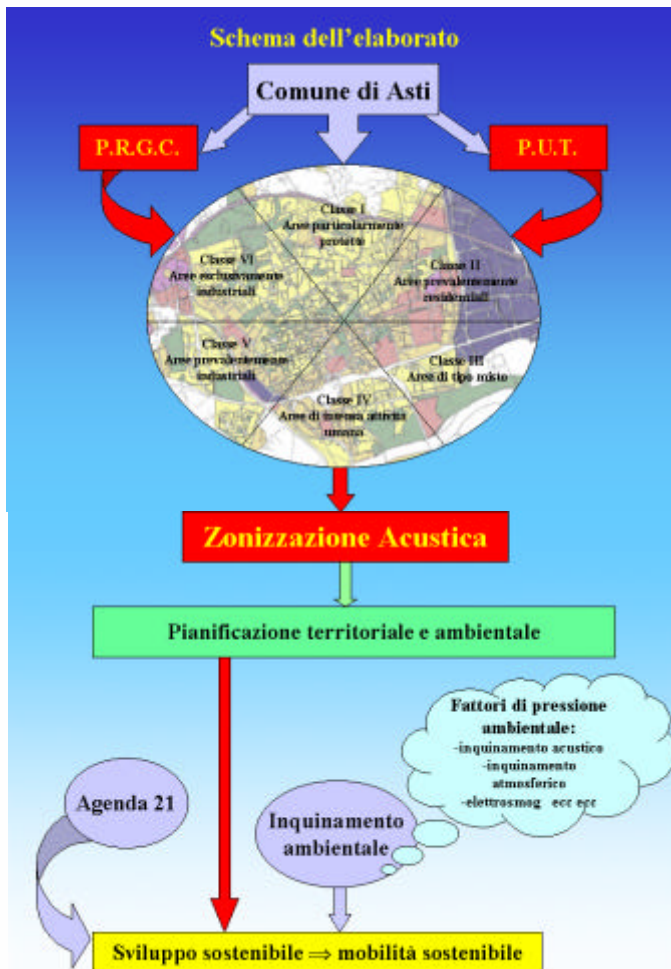 Schema dell'elaborato
Comune di Asti
P.R.G.C.
P.U.T.
Classe I
Aree particolarmente
protette
Classe VI
Aree esclusivamente
industriali
Classe II
Aree prevalentemente
residenziali
Classe V
Aree prevalentemente
industriali
Classe III
Aree di tipo misto
Classe IV
Aree di intensa attività
umana
Zonizzazione Acustica
Pianificazione territoriale e ambientale
Fattori di pressione
ambientale:
-inquinamento acustico
-inquinamento
atmosferico
-elettrosmog ecc ecc
Agenda 21
Inquinamento
ambientale
Sviluppo sostenibile ⇒ mobilità sostenibile